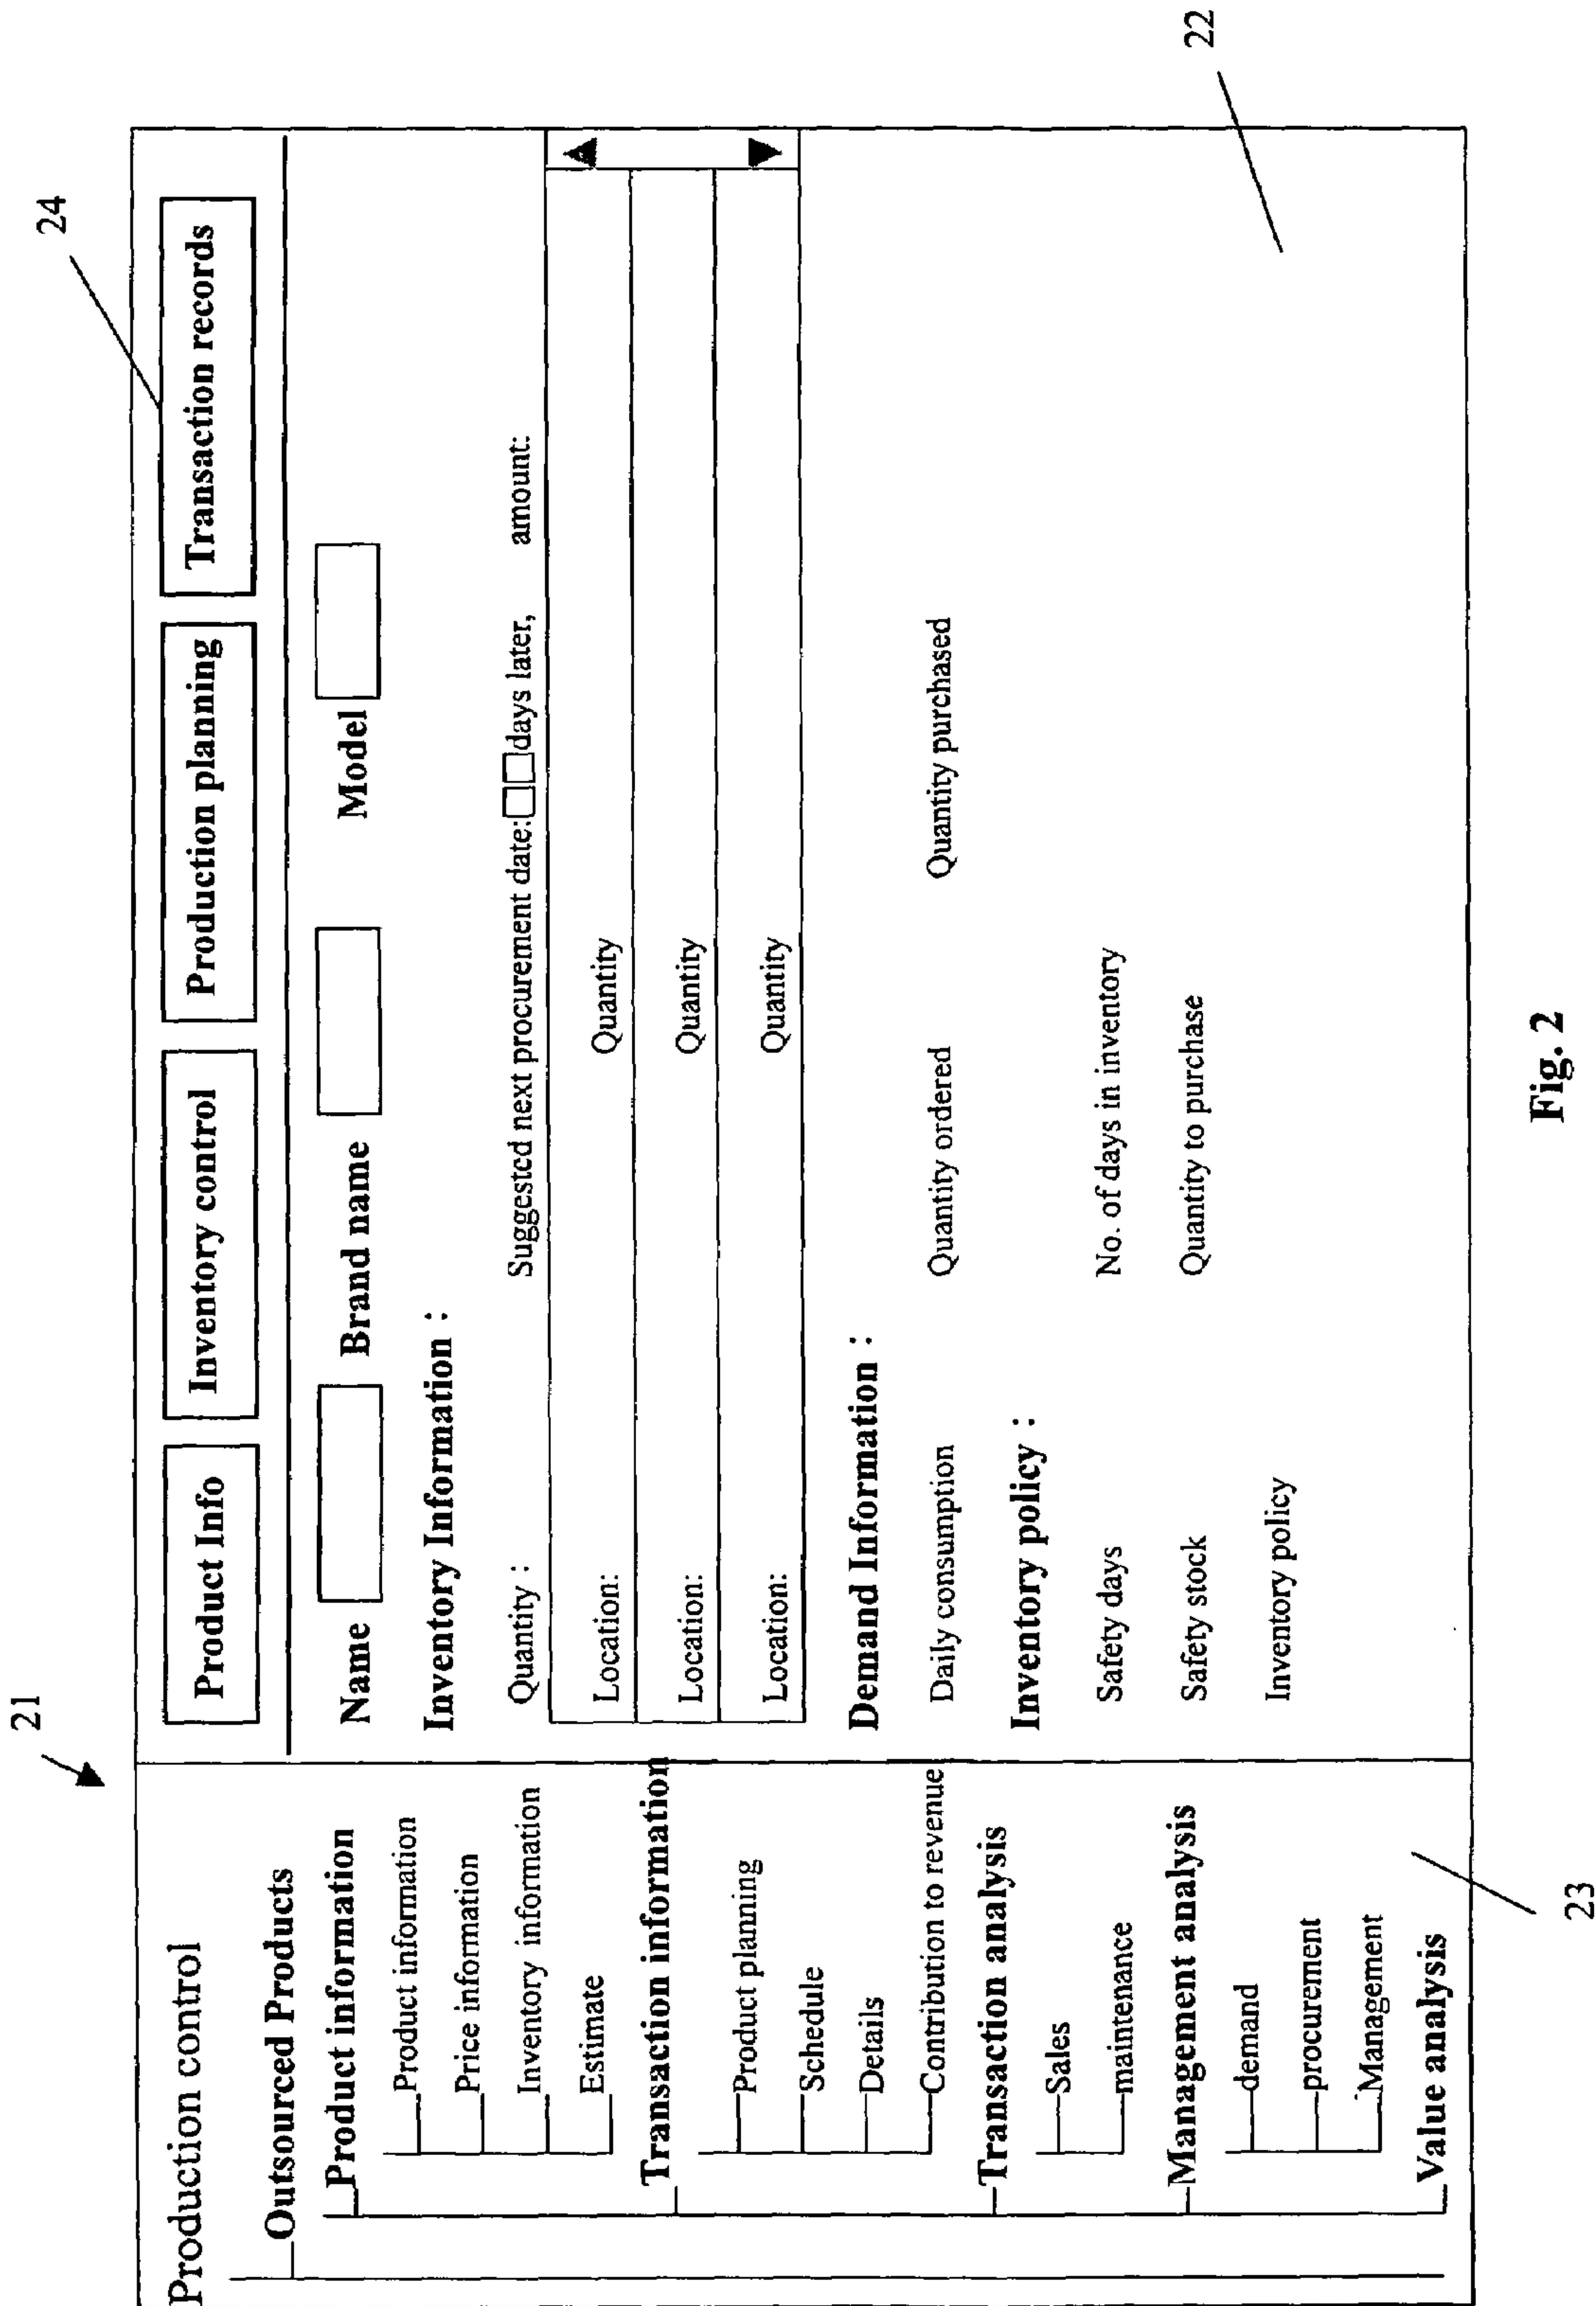 21
24
Production control
Outsourced Products
Product information
Product information
Price information
Inventory information
Estimate
Transaction information
Product planning
Schedule
Details
Contribution to revenue
Transaction analysis
Sales
maintenance
Management analysis
demand
procurement
Management
Value analysis
23
Product Info Inventory control Production planning Transaction records
Name Brand name Model
Inventory Information :
Quantity : Suggested next procurement date:□□days later, amount:
Location: Quantity
Location: Quantity
Location: Quantity
Demand Information :
Daily consumption Quantity ordered Quantity purchased
Inventory policy :
Safety days No. of days in inventory
Safety stock Quantity to purchase
Inventory policy
22
Fig. 2